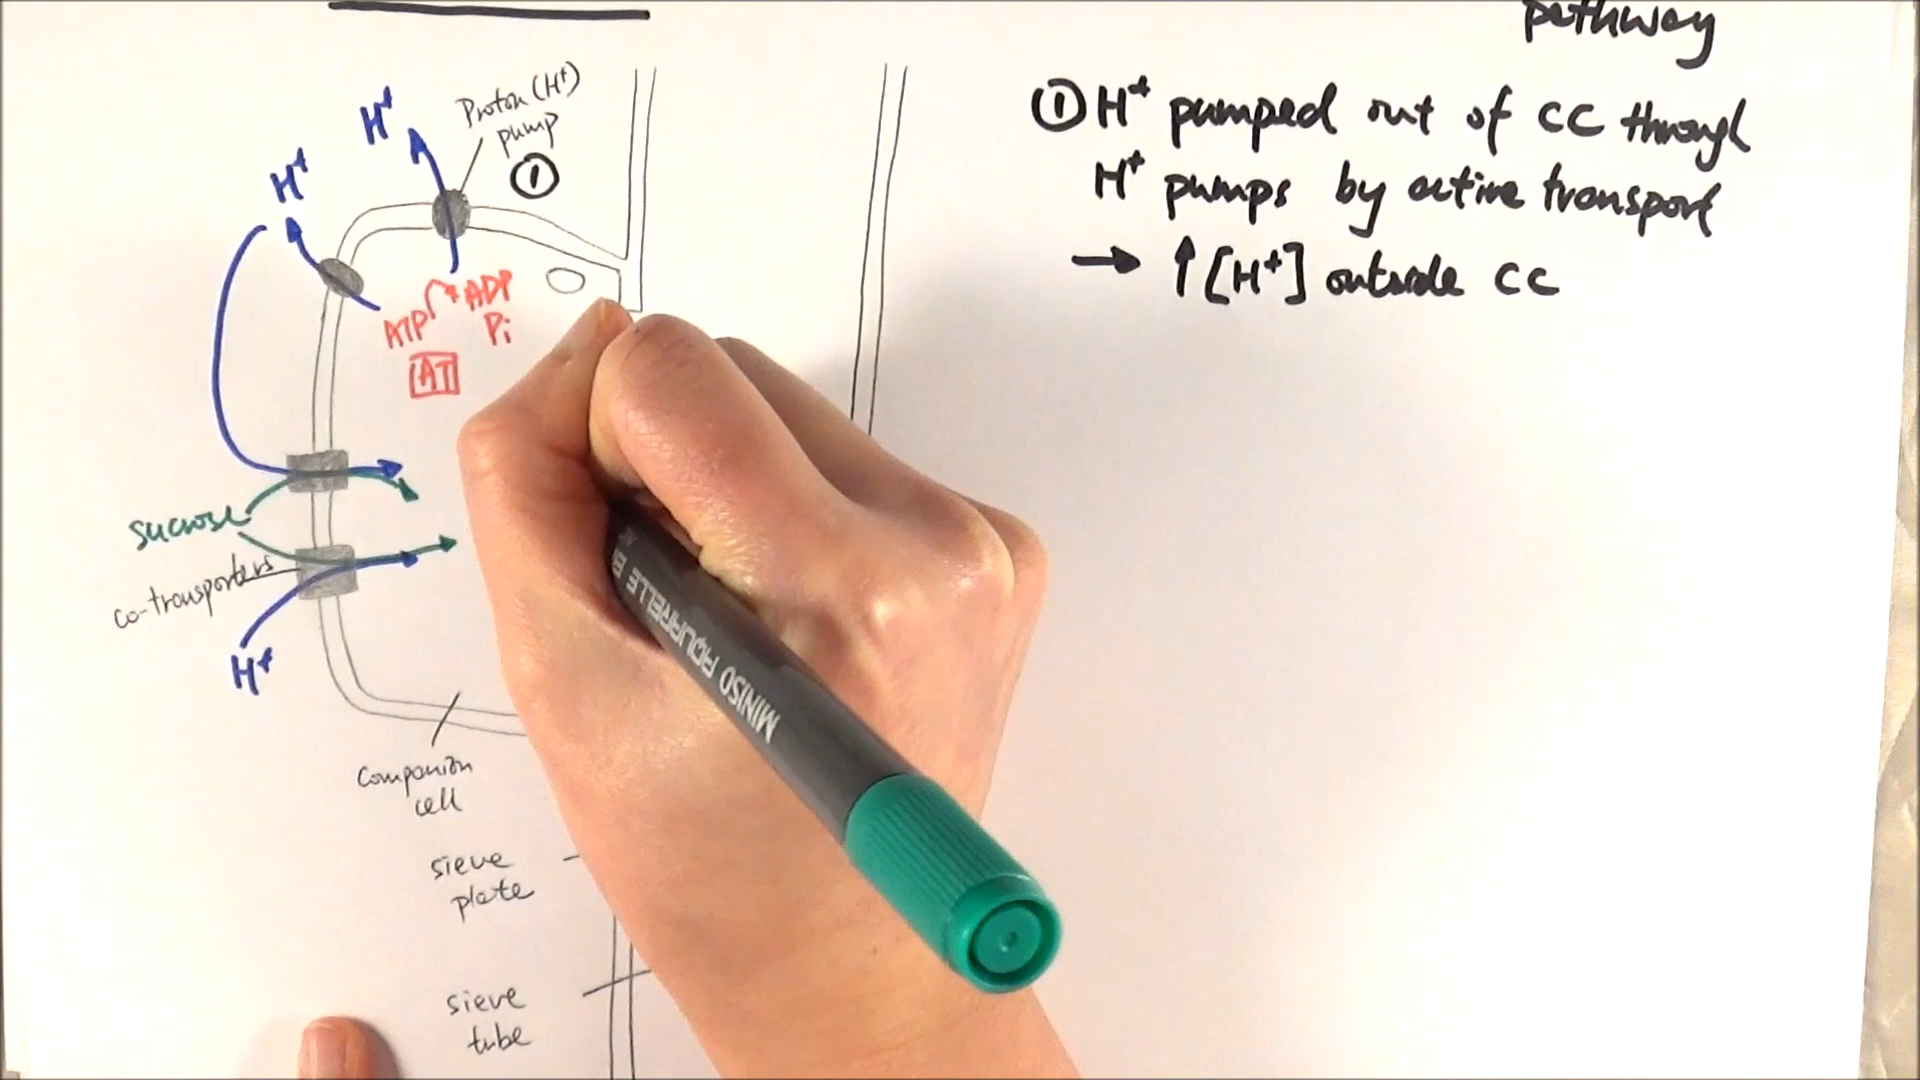 pathway
① H⁺ pumped out of CC through
H⁺ pumps by active transport
→ ↑[H⁺] outside CC
Proton (H⁺)
pump
①
H⁺
H⁺
ATP → ADP
Pi
AT
sucrose
co-transporters
H⁺
companion
cell
sieve
plate
sieve
tube
MINISO AQUARELLE